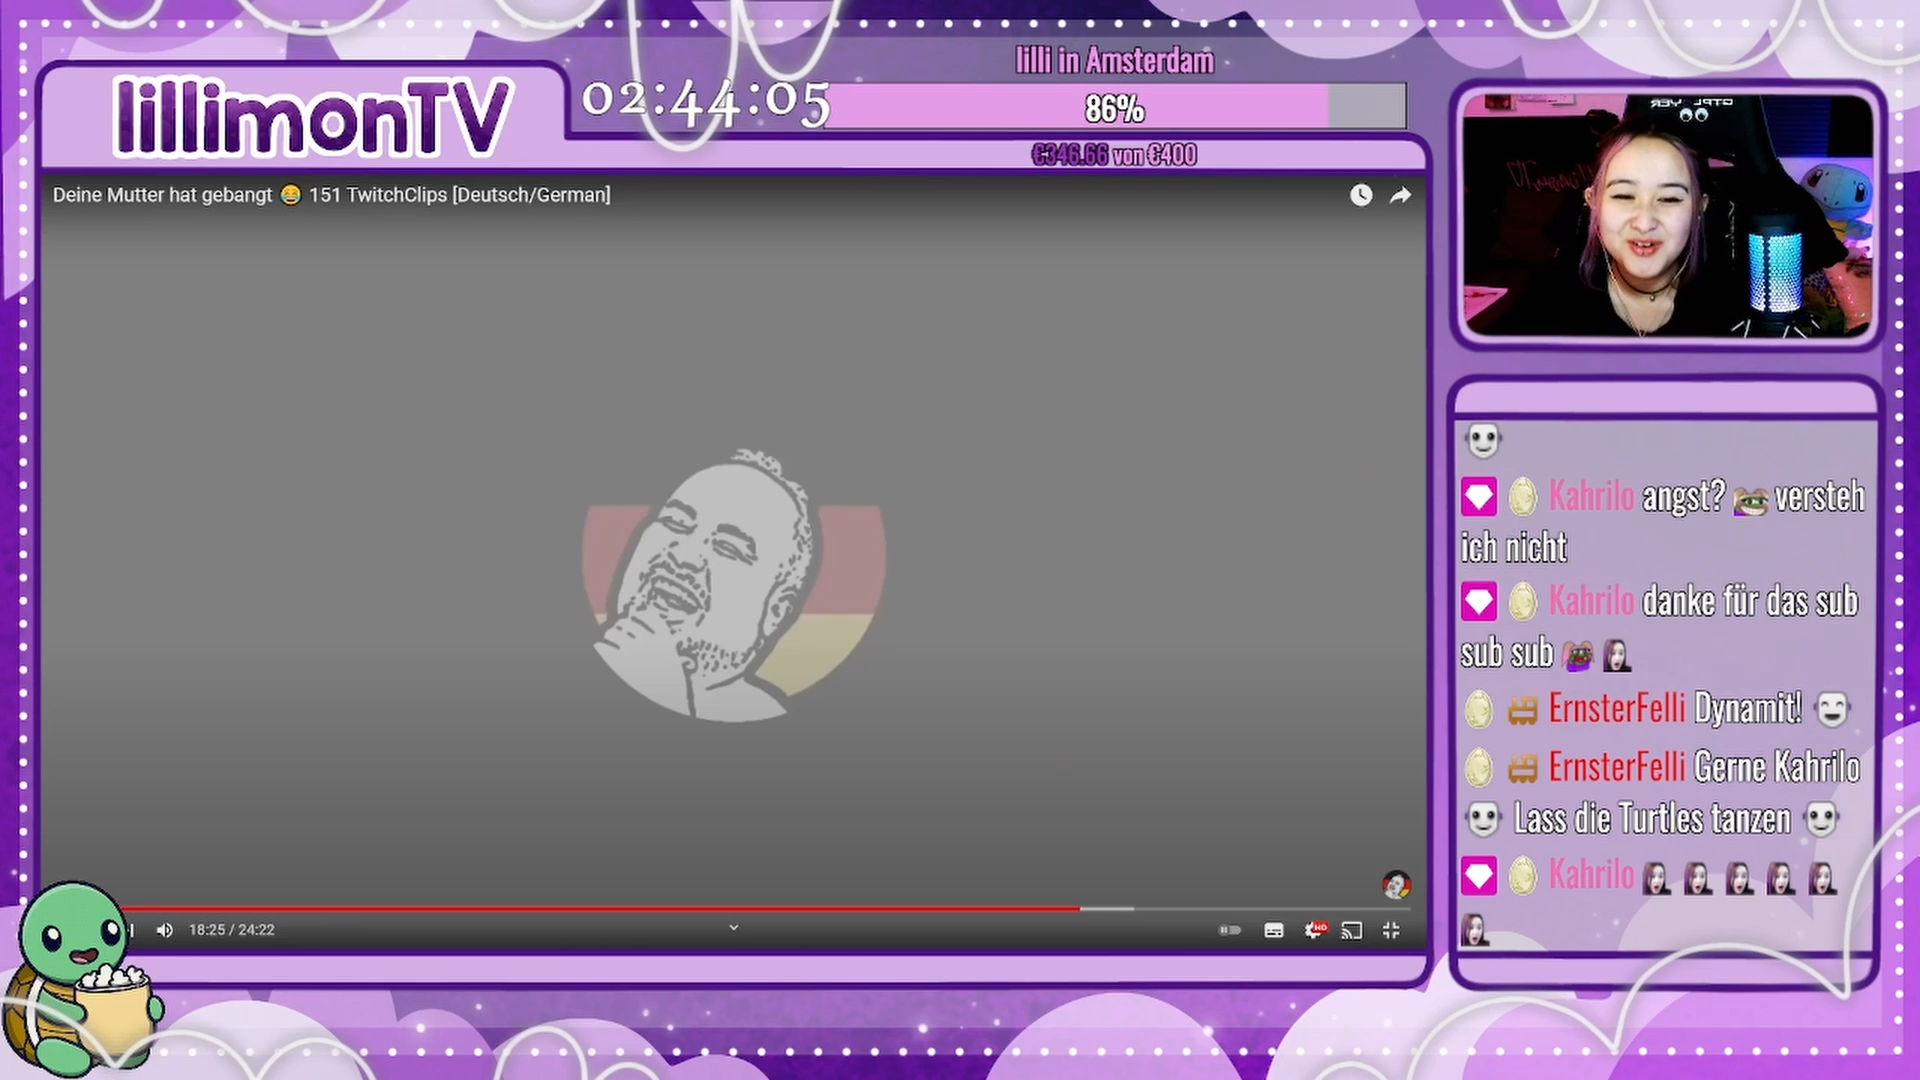 lillimonTV
02:44:05
lilli in Amsterdam
86%
€346.66 von €400
Deine Mutter hat gebangt 😂 151 TwitchClips [Deutsch/German]
Kahrilo angst? versteh
ich nicht
Kahrilo danke für das sub
sub sub
ErnsterFelli Dynamit!
ErnsterFelli Gerne Kahrilo
Lass die Turtles tanzen
Kahrilo
18:25 / 24:22
HD